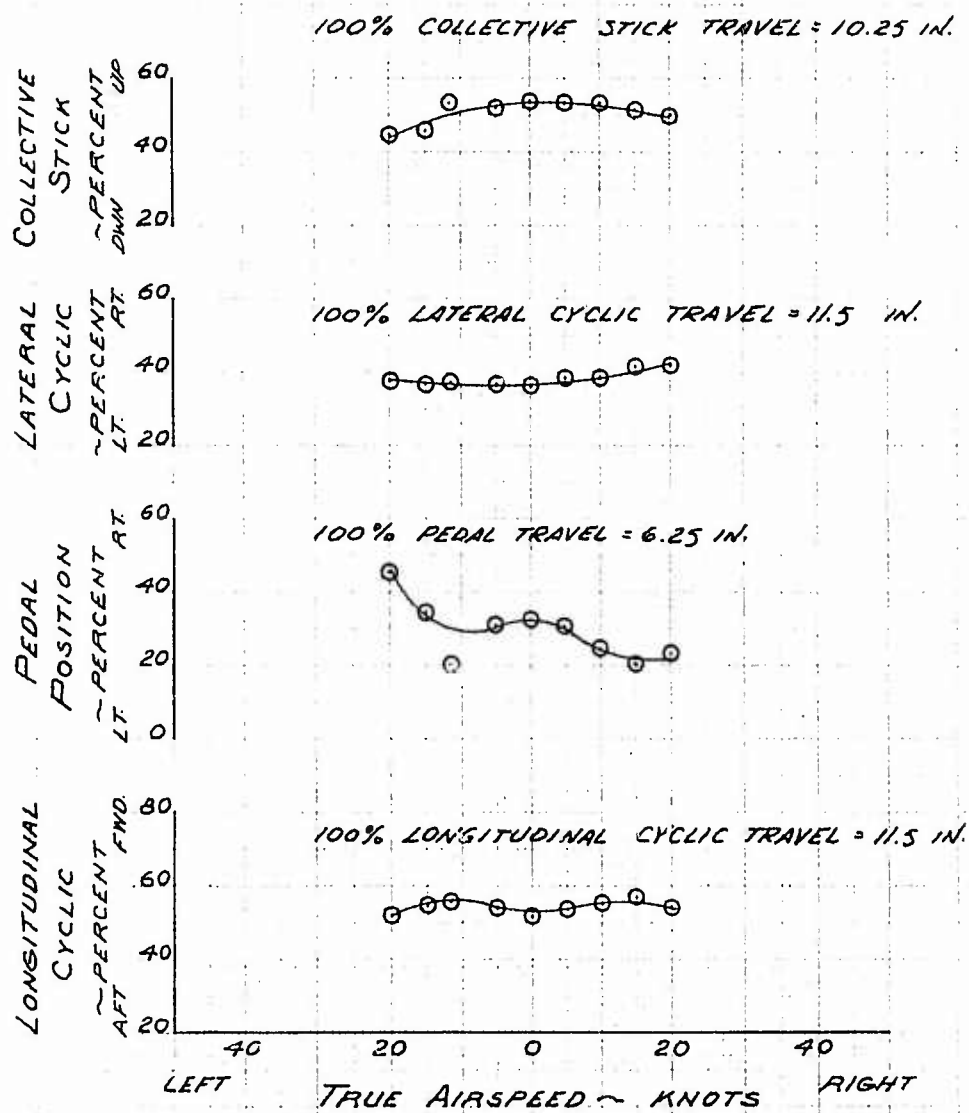 100% COLLECTIVE STICK TRAVEL = 10.25 IN.
COLLECTIVE
STICK
~PERCENT
DWN UP
60
40
20
LATERAL
CYCLIC
~PERCENT
LT. RT.
60
40
20
100% LATERAL CYCLIC TRAVEL = 11.5 IN.
PEDAL
POSITION
~PERCENT
LT. RT.
60
40
20
0
100% PEDAL TRAVEL = 6.25 IN.
LONGITUDINAL
CYCLIC
~PERCENT
AFT FWD.
80
60
40
20
100% LONGITUDINAL CYCLIC TRAVEL = 11.5 IN.
40 20 0 20 40
LEFT TRUE AIRSPEED ~ KNOTS RIGHT